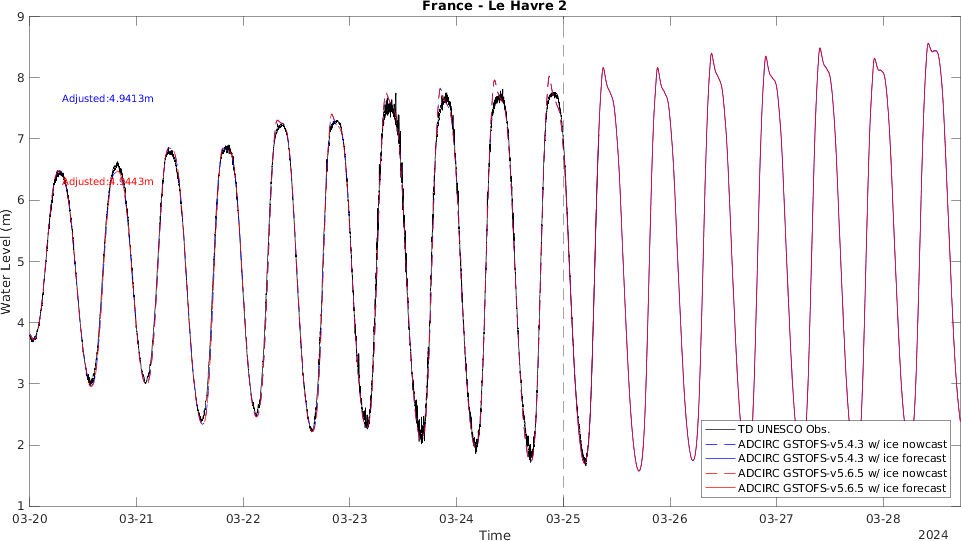 France - Le Havre 2
9
8
7
6
5
4
3
2
1
Water Level (m)
Adjusted:4.9413m
Adjusted:4.9443m
TD UNESCO Obs.
ADCIRC GSTOFS-v5.4.3 w/ ice nowcast
ADCIRC GSTOFS-v5.4.3 w/ ice forecast
ADCIRC GSTOFS-v5.6.5 w/ ice nowcast
ADCIRC GSTOFS-v5.6.5 w/ ice forecast
03-20 03-21 03-22 03-23 03-24 03-25 03-26 03-27 03-28
Time
2024